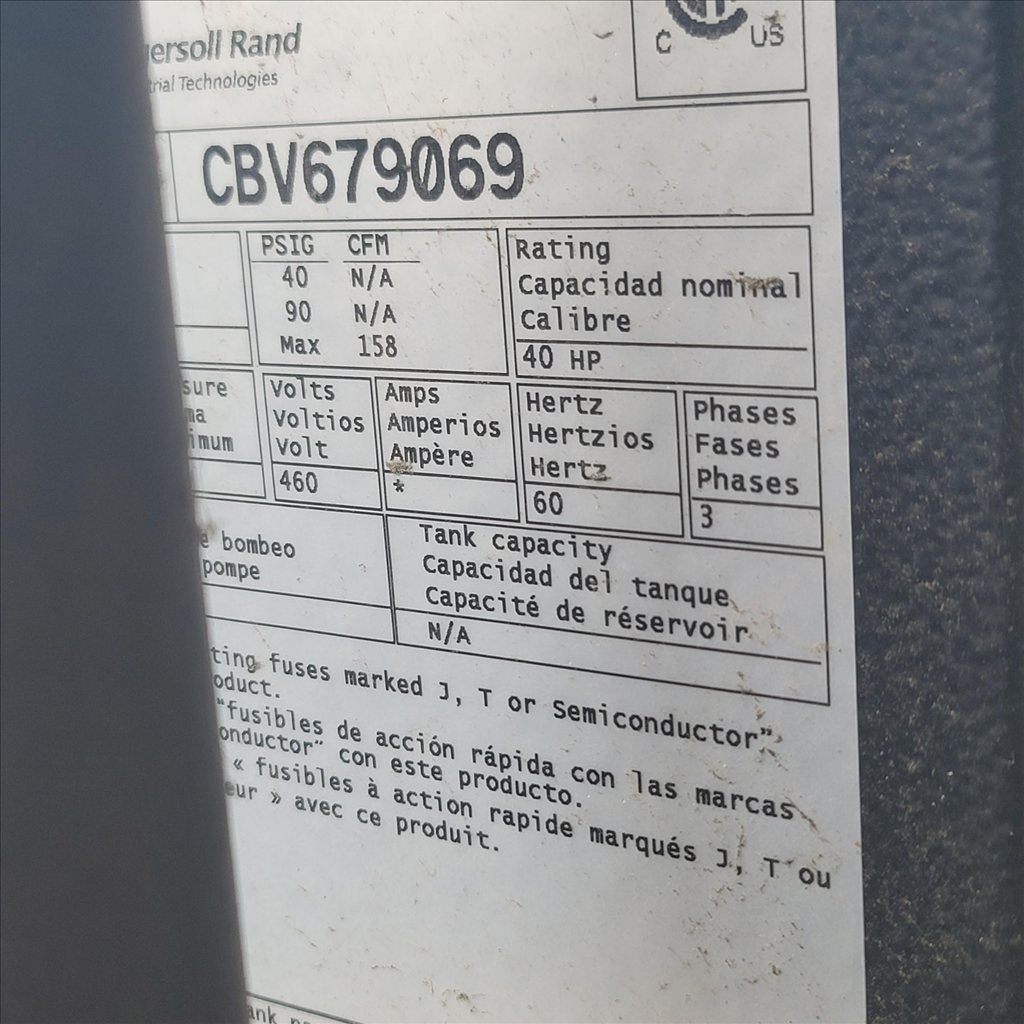 ersoll Rand
trial Technologies
C US
CBV679069
PSIG CFM
40 N/A
90 N/A
Max 158
Rating
Capacidad nominal
Calibre
40 HP
sure
ma
imum
Volts
Voltios
Volt
460
Amps
Amperios
Ampère
*
Hertz
Hertzios
Hertz
60
Phases
Fases
Phases
3
e bombeo
pompe
Tank capacity
Capacidad del tanque
Capacité de réservoir
N/A
ting fuses marked J, T or Semiconductor”
oduct.
“fusibles de acción rápida con las marcas
onductor” con este producto.
« fusibles à action rapide marqués J, T ou
eur » avec ce produit.